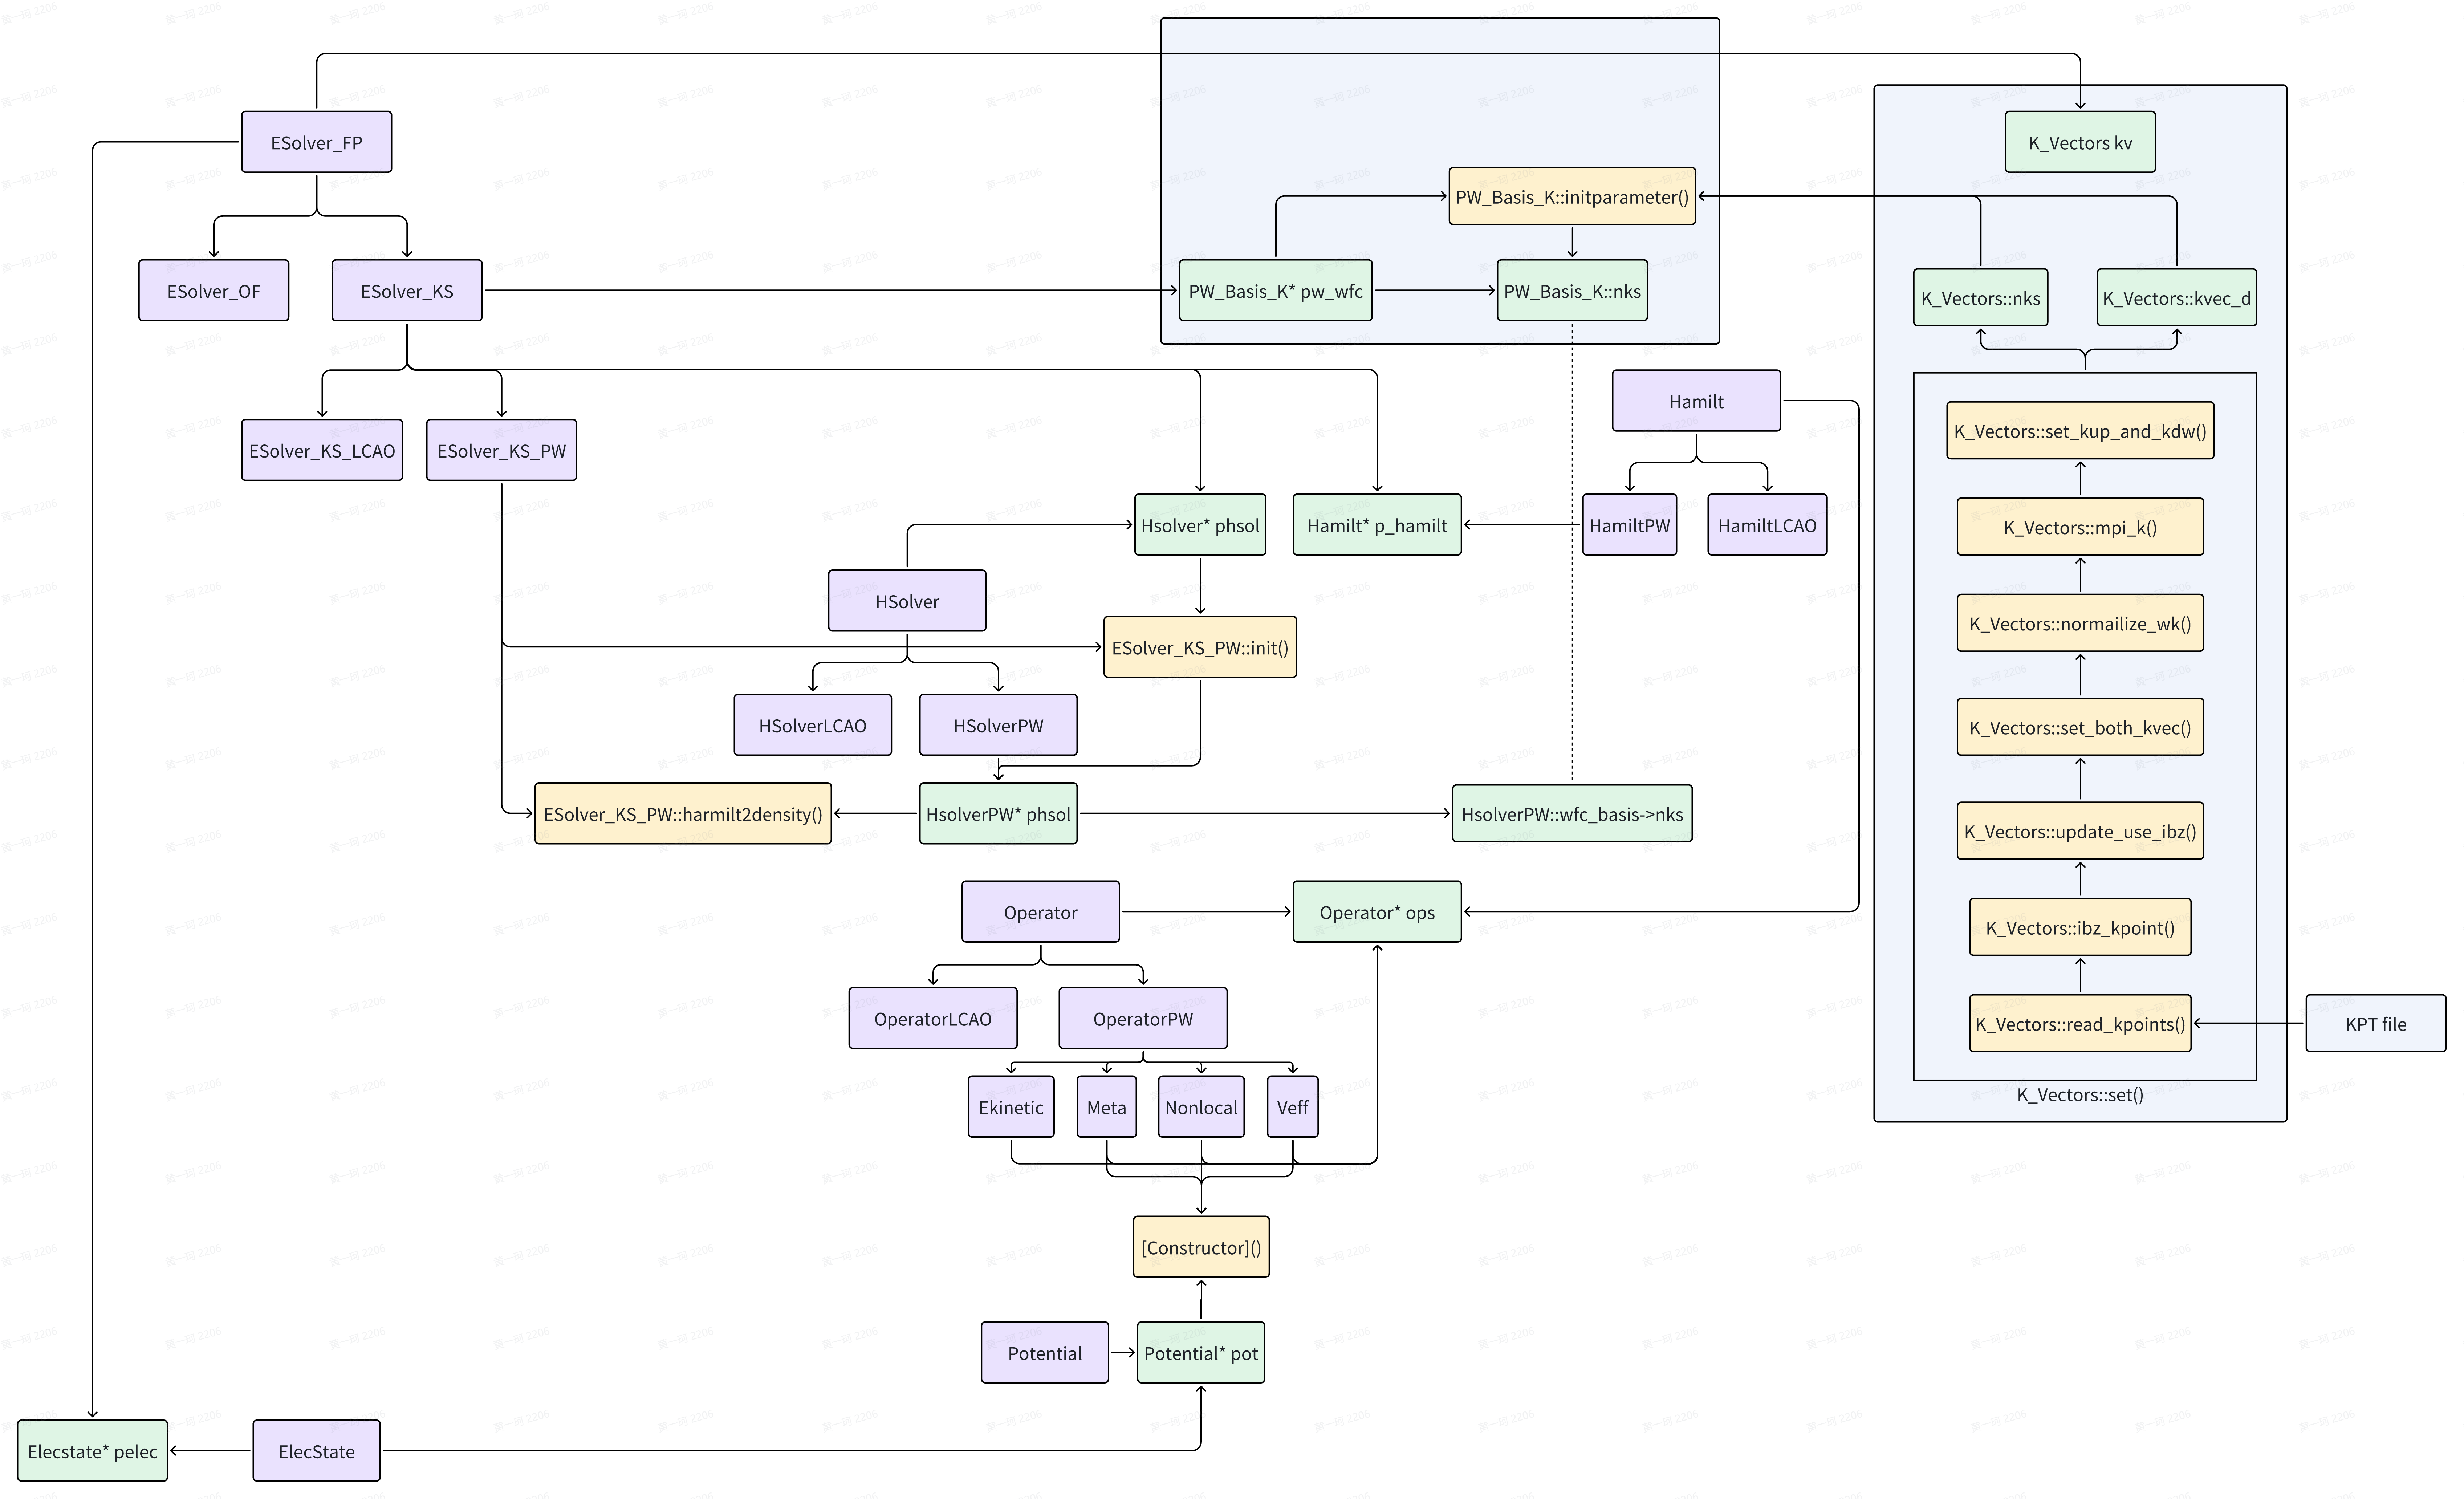 ESolver_FP
K_Vectors kv
PW_Basis_K::initparameter()
ESolver_OF
ESolver_KS
PW_Basis_K* pw_wfc
PW_Basis_K::nks
K_Vectors::nks
K_Vectors::kvec_d
Hamilt
K_Vectors::set_kup_and_kdw()
ESolver_KS_LCAO
ESolver_KS_PW
Hsolver* phsol
Hamilt* p_hamilt
HamiltPW
HamiltLCAO
K_Vectors::mpi_k()
HSolver
K_Vectors::normailize_wk()
ESolver_KS_PW::init()
HSolverLCAO
HSolverPW
K_Vectors::set_both_kvec()
ESolver_KS_PW::harmilt2density()
HsolverPW* phsol
HsolverPW::wfc_basis->nks
K_Vectors::update_use_ibz()
Operator
Operator* ops
K_Vectors::ibz_kpoint()
OperatorLCAO
OperatorPW
K_Vectors::read_kpoints()
KPT file
Ekinetic
Meta
Nonlocal
Veff
K_Vectors::set()
[Constructor]()
Potential
Potential* pot
Elecstate* pelec
ElecState